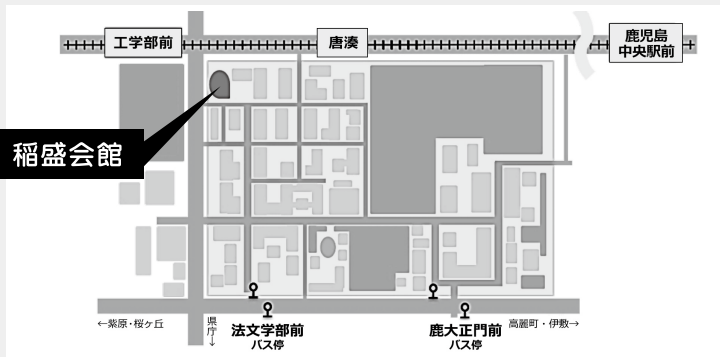 工学部前
唐湊
鹿児島
中央駅前
稲盛会館
←紫原・桜ヶ丘
県庁→
法文学部前
バス停
鹿大正門前
バス停
高麗町・伊敷→